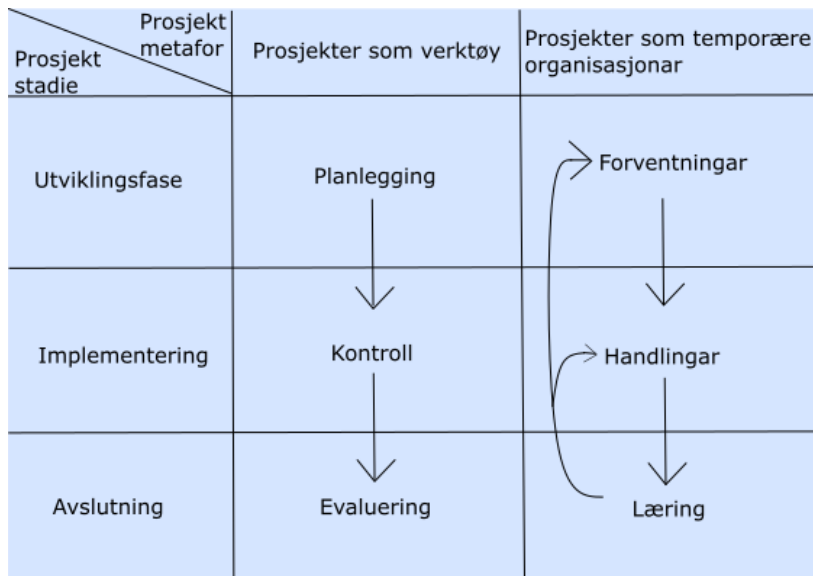 Prosjekt
metafor
Prosjekt
stadie
Prosjekter som verktøy
Prosjekter som temporære
organisasjonar
Utviklingsfase
Planlegging
Forventningar
Implementering
Kontroll
Handlingar
Avslutning
Evaluering
Læring